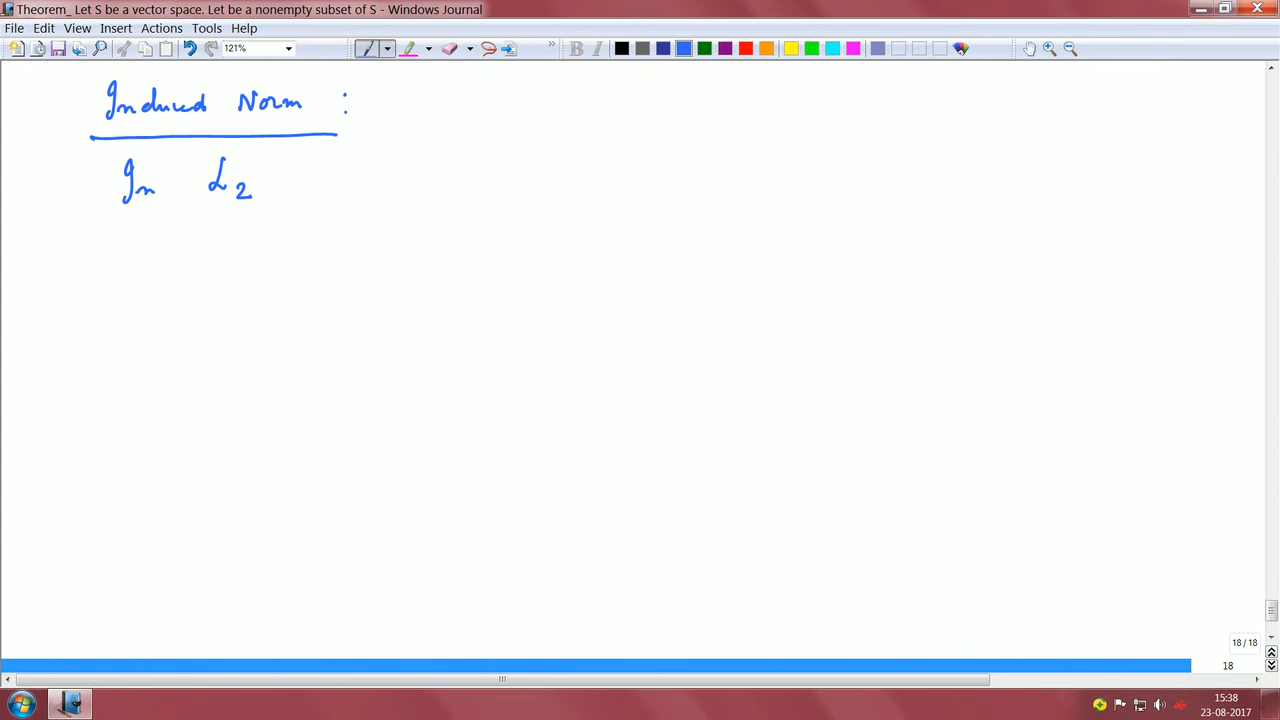 Theorem_ Let S be a vector space. Let be a nonempty subset of S - Windows Journal
File Edit View Insert Actions Tools Help
121%
Induced Norm :
In L2
18 / 18
18
15:38
23-08-2017